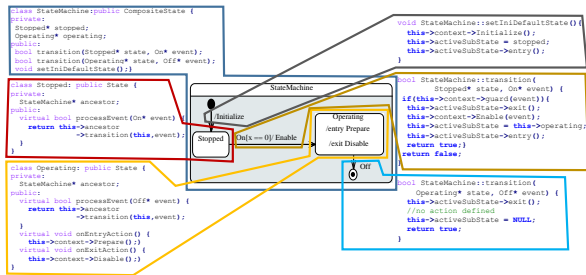 class StateMachine:public CompositeState {
private:
Stopped* stopped;
Operating* operating;
public:
bool transition(Stopped* state, On* event);
bool transition(Operating* state, Off* event);
void setIniDefaultState();}
class Stopped: public State {
private:
StateMachine* ancestor;
public:
virtual bool processEvent(On* event)
return this->ancestor
->transition(this,event);
}
class Operating: public State {
private:
StateMachine* ancestor;
public:
virtual bool processEvent(Off* event) {
return this->ancestor
->transition(this,event);
}
virtual void onEntryAction() {
this->context->Prepare();}
virtual void onExitAction() {
this->context->Disable();}
}
StateMachine
/Initialize
Stopped
On[x == 0]/ Enable
Operating
/entry Prepare
/exit Disable
Off
void StateMachine::setIniDefaultState(){
this->context->Initialize();
this->activeSubState = stopped;
this->activeSubState->entry();
}
bool StateMachine::transition(
Stopped* state, On* event) {
if(this->context->guard(event)){
this->activeSubState->exit();
this->context->Enable(event);
this->activeSubState = this->operating;
this->activeSubState->entry();
return true;}
return false;
}
bool StateMachine::transition(
Operating* state, Off* event) {
this->activeSubState->exit();
//no action defined
this->activeSubState = NULL;
return true;
}